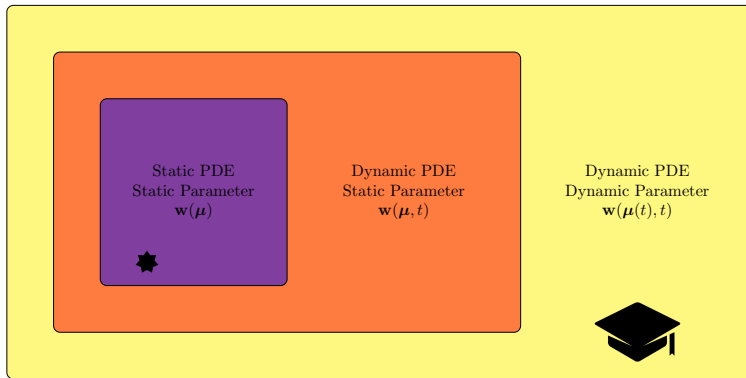 Static PDE
Static Parameter
w(μ)
Dynamic PDE
Static Parameter
w(μ, t)
Dynamic PDE
Dynamic Parameter
w(μ(t), t)